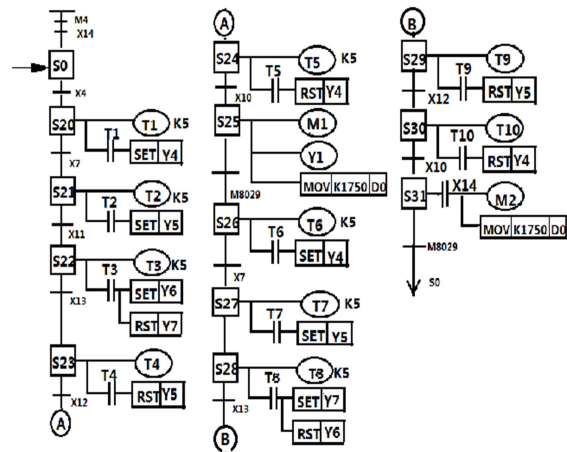 M4
X14
S0
X4
S20 T1 K5
T1
SET Y4
X7
S21 T2 K5
T2
SET Y5
X11
S22 T3 K5
T3
SET Y6
X13
RST Y7
S23 T4
T4
RST Y5
X12
A
A
S24 T5 K5
T5
RST Y4
X10
S25 M1
Y1
MOV K1750 D0
M8029
S26 T6 K5
T6
SET Y4
X7
S27 T7 K5
T7
SET Y5
S28 T8 K5
T8
SET Y7
X13
RST Y6
B
B
S29 T9
T9
RST Y5
X12
S30 T10
T10
RST Y4
X10
S31 X14 M2
MOV K1750 D0
M8029
S0